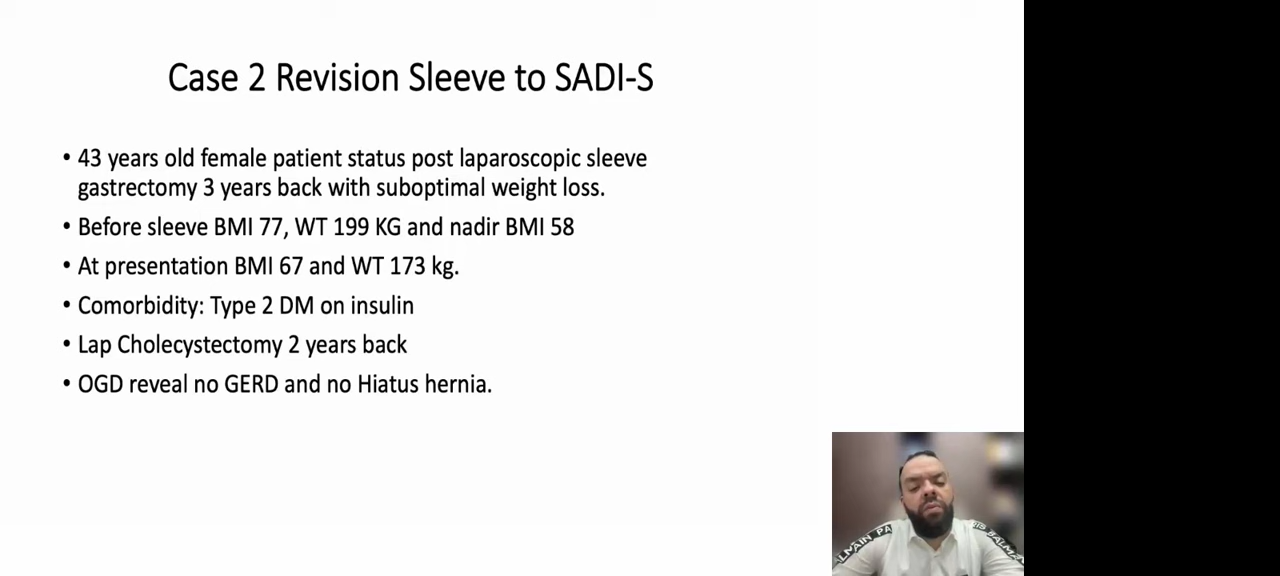 Case 2 Revision Sleeve to SADI-S
• 43 years old female patient status post laparoscopic sleeve
gastrectomy 3 years back with suboptimal weight loss.
• Before sleeve BMI 77, WT 199 KG and nadir BMI 58
• At presentation BMI 67 and WT 173 kg.
• Comorbidity: Type 2 DM on insulin
• Lap Cholecystectomy 2 years back
• OGD reveal no GERD and no Hiatus hernia.
ALMAIN PA
BALMA